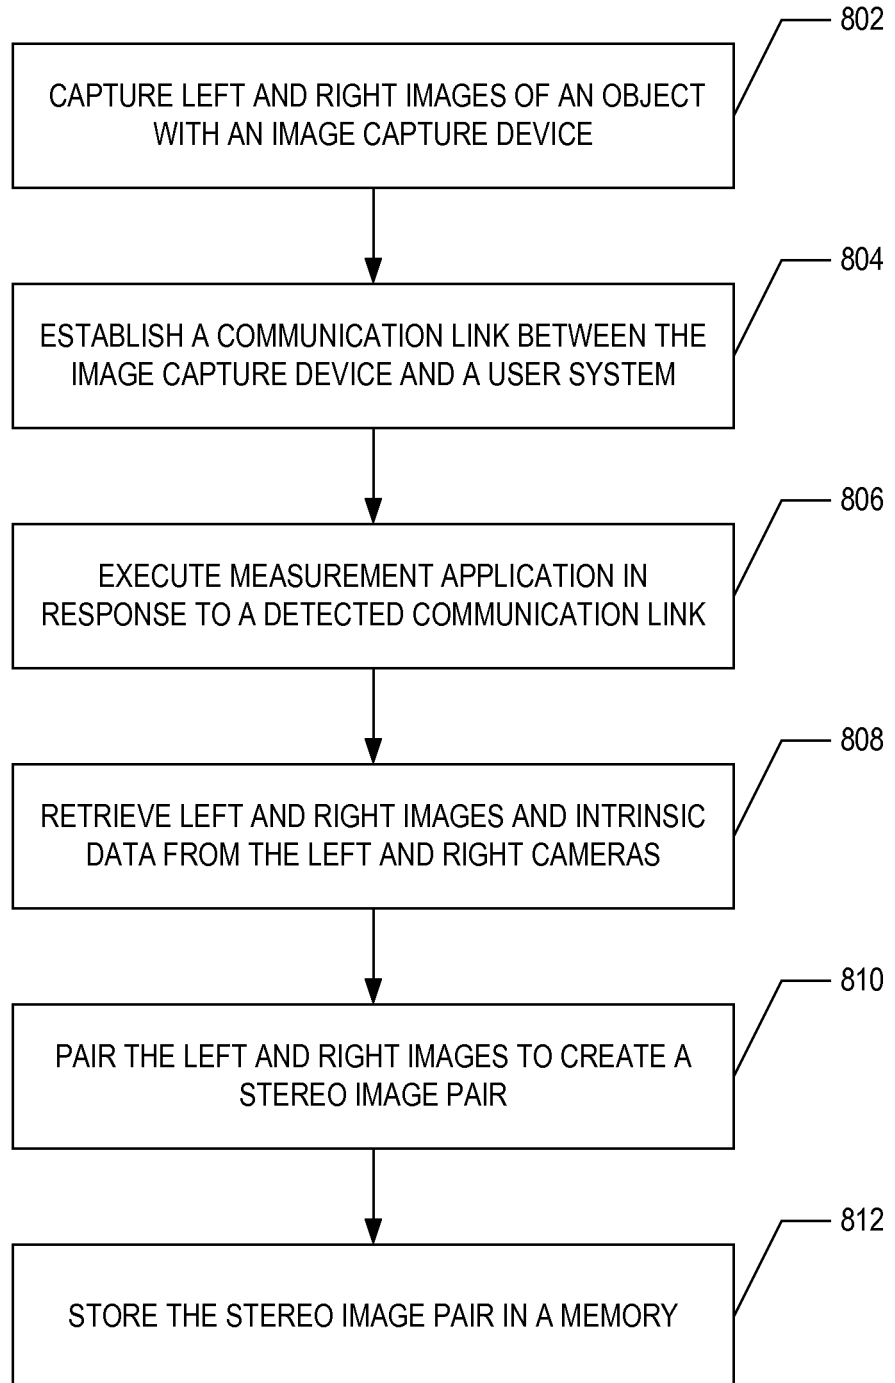 802
CAPTURE LEFT AND RIGHT IMAGES OF AN OBJECT
WITH AN IMAGE CAPTURE DEVICE
804
ESTABLISH A COMMUNICATION LINK BETWEEN THE
IMAGE CAPTURE DEVICE AND A USER SYSTEM
806
EXECUTE MEASUREMENT APPLICATION IN
RESPONSE TO A DETECTED COMMUNICATION LINK
808
RETRIEVE LEFT AND RIGHT IMAGES AND INTRINSIC
DATA FROM THE LEFT AND RIGHT CAMERAS
810
PAIR THE LEFT AND RIGHT IMAGES TO CREATE A
STEREO IMAGE PAIR
812
STORE THE STEREO IMAGE PAIR IN A MEMORY